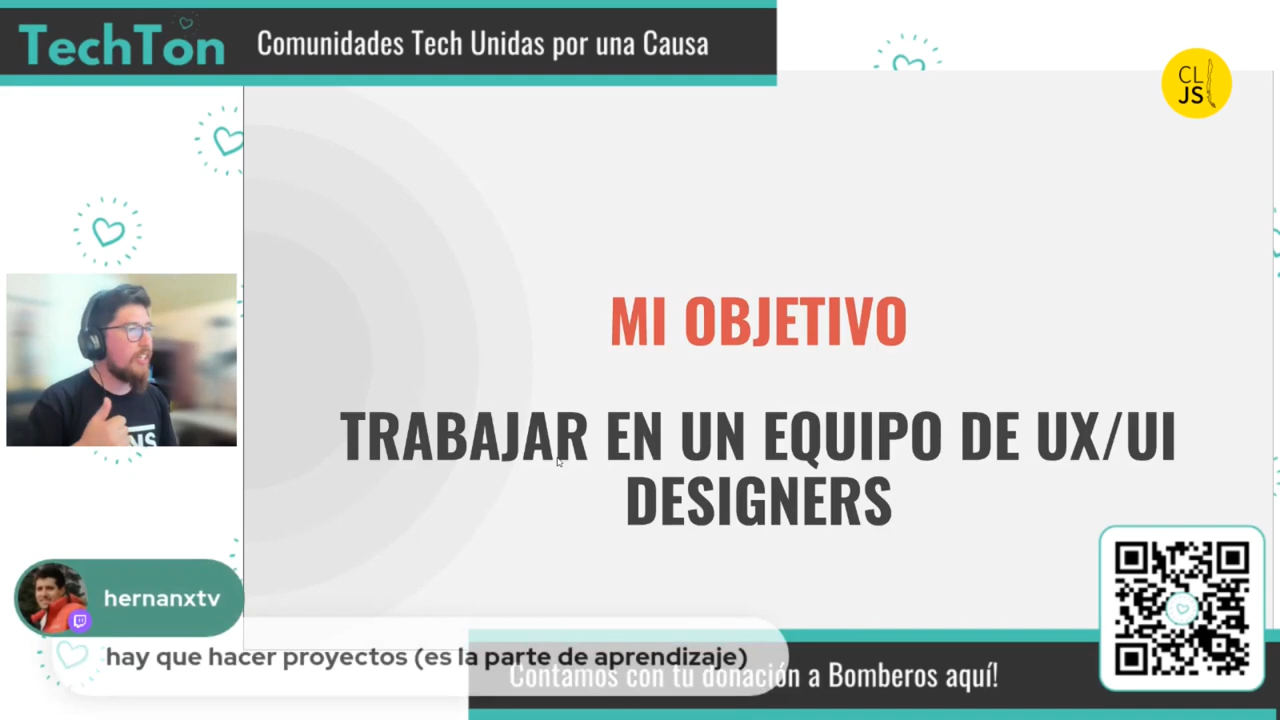 TechTon
Comunidades Tech Unidas por una Causa
CL
JS
MI OBJETIVO
TRABAJAR EN UN EQUIPO DE UX/UI
DESIGNERS
NS
hernanxtv
hay que hacer proyectos (es la parte de aprendizaje)
Contamos con tu donación a Bomberos aquí!